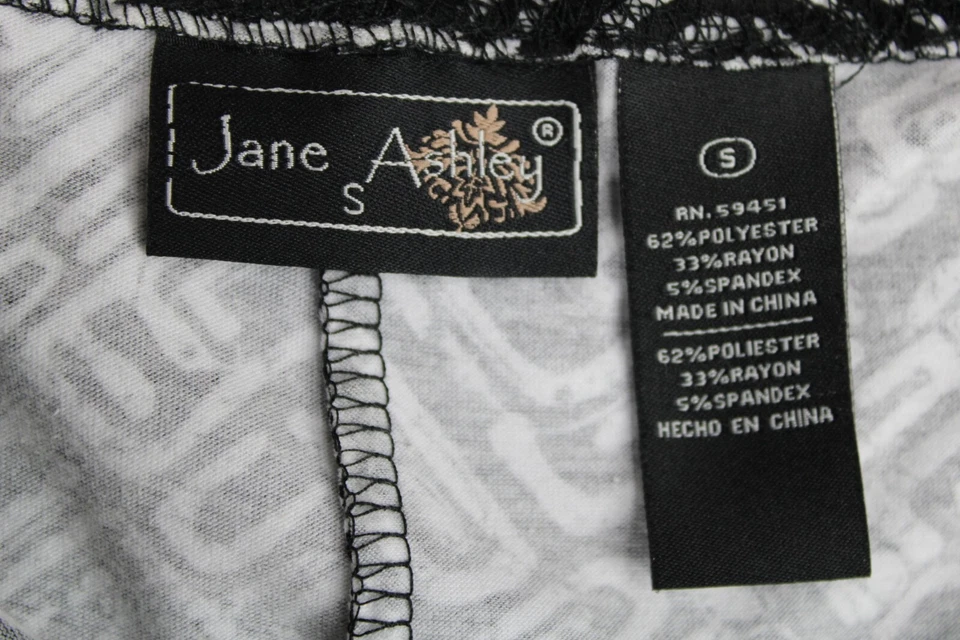 Jane Ashley ®
S
S
RN. 59451
62%POLYESTER
33%RAYON
5%SPANDEX
MADE IN CHINA
62%POLIESTER
33%RAYON
5%SPANDEX
HECHO EN CHINA